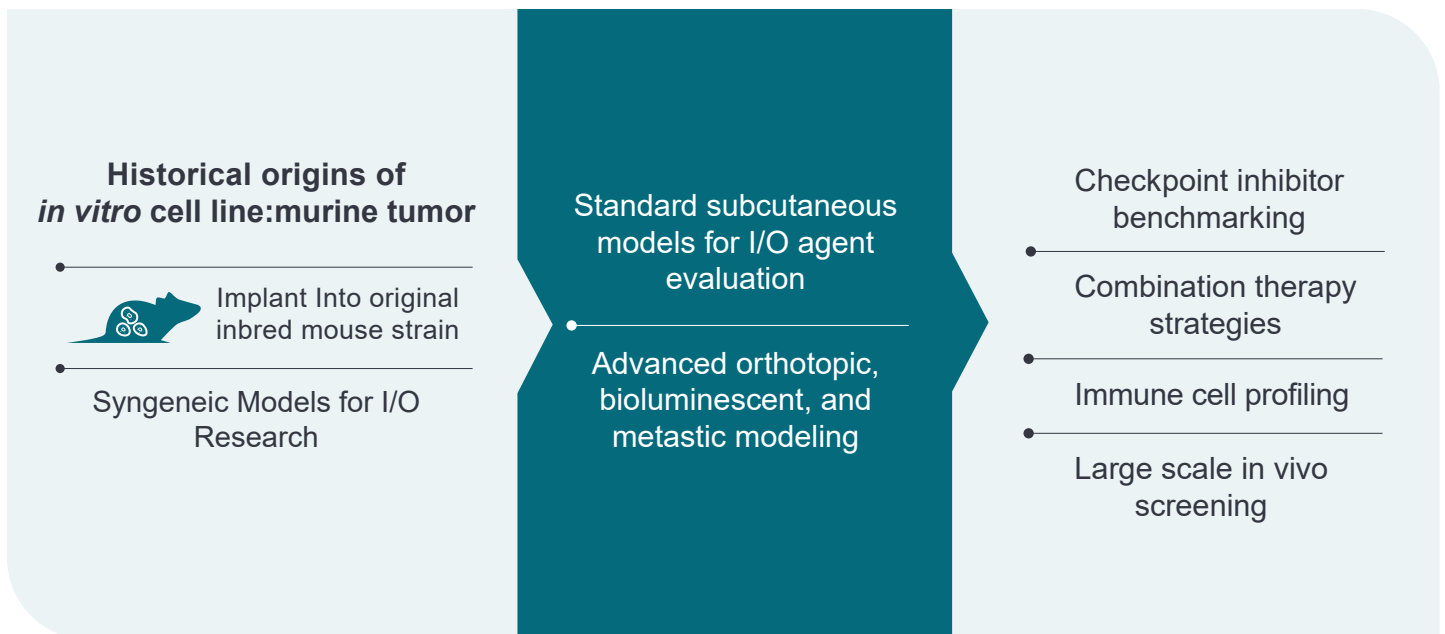 Historical origins of
in vitro cell line:murine tumor
Implant Into original
inbred mouse strain
Syngeneic Models for I/O
Research
Standard subcutaneous
models for I/O agent
evaluation
Advanced orthotopic,
bioluminescent, and
metastic modeling
Checkpoint inhibitor
benchmarking
Combination therapy
strategies
Immune cell profiling
Large scale in vivo
screening